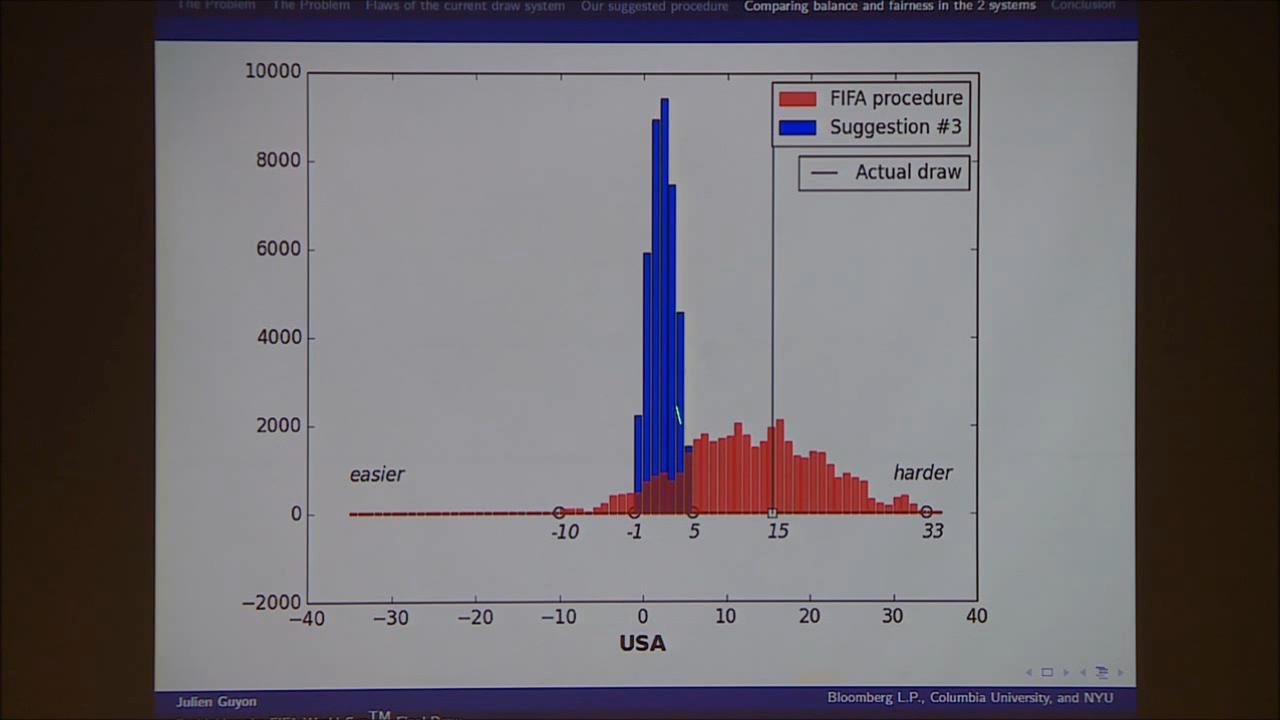 The Problem The Problem Flaws of the current draw system Our suggested procedure Comparing balance and fairness in the 2 systems Conclusion
10000
8000
6000
4000
2000
0
−2000
FIFA procedure
Suggestion #3
Actual draw
easier
harder
-10 -1 5 15 33
−40 −30 −20 −10 0 10 20 30 40
USA
Julien Guyon
Bloomberg L.P., Columbia University, and NYU
TM